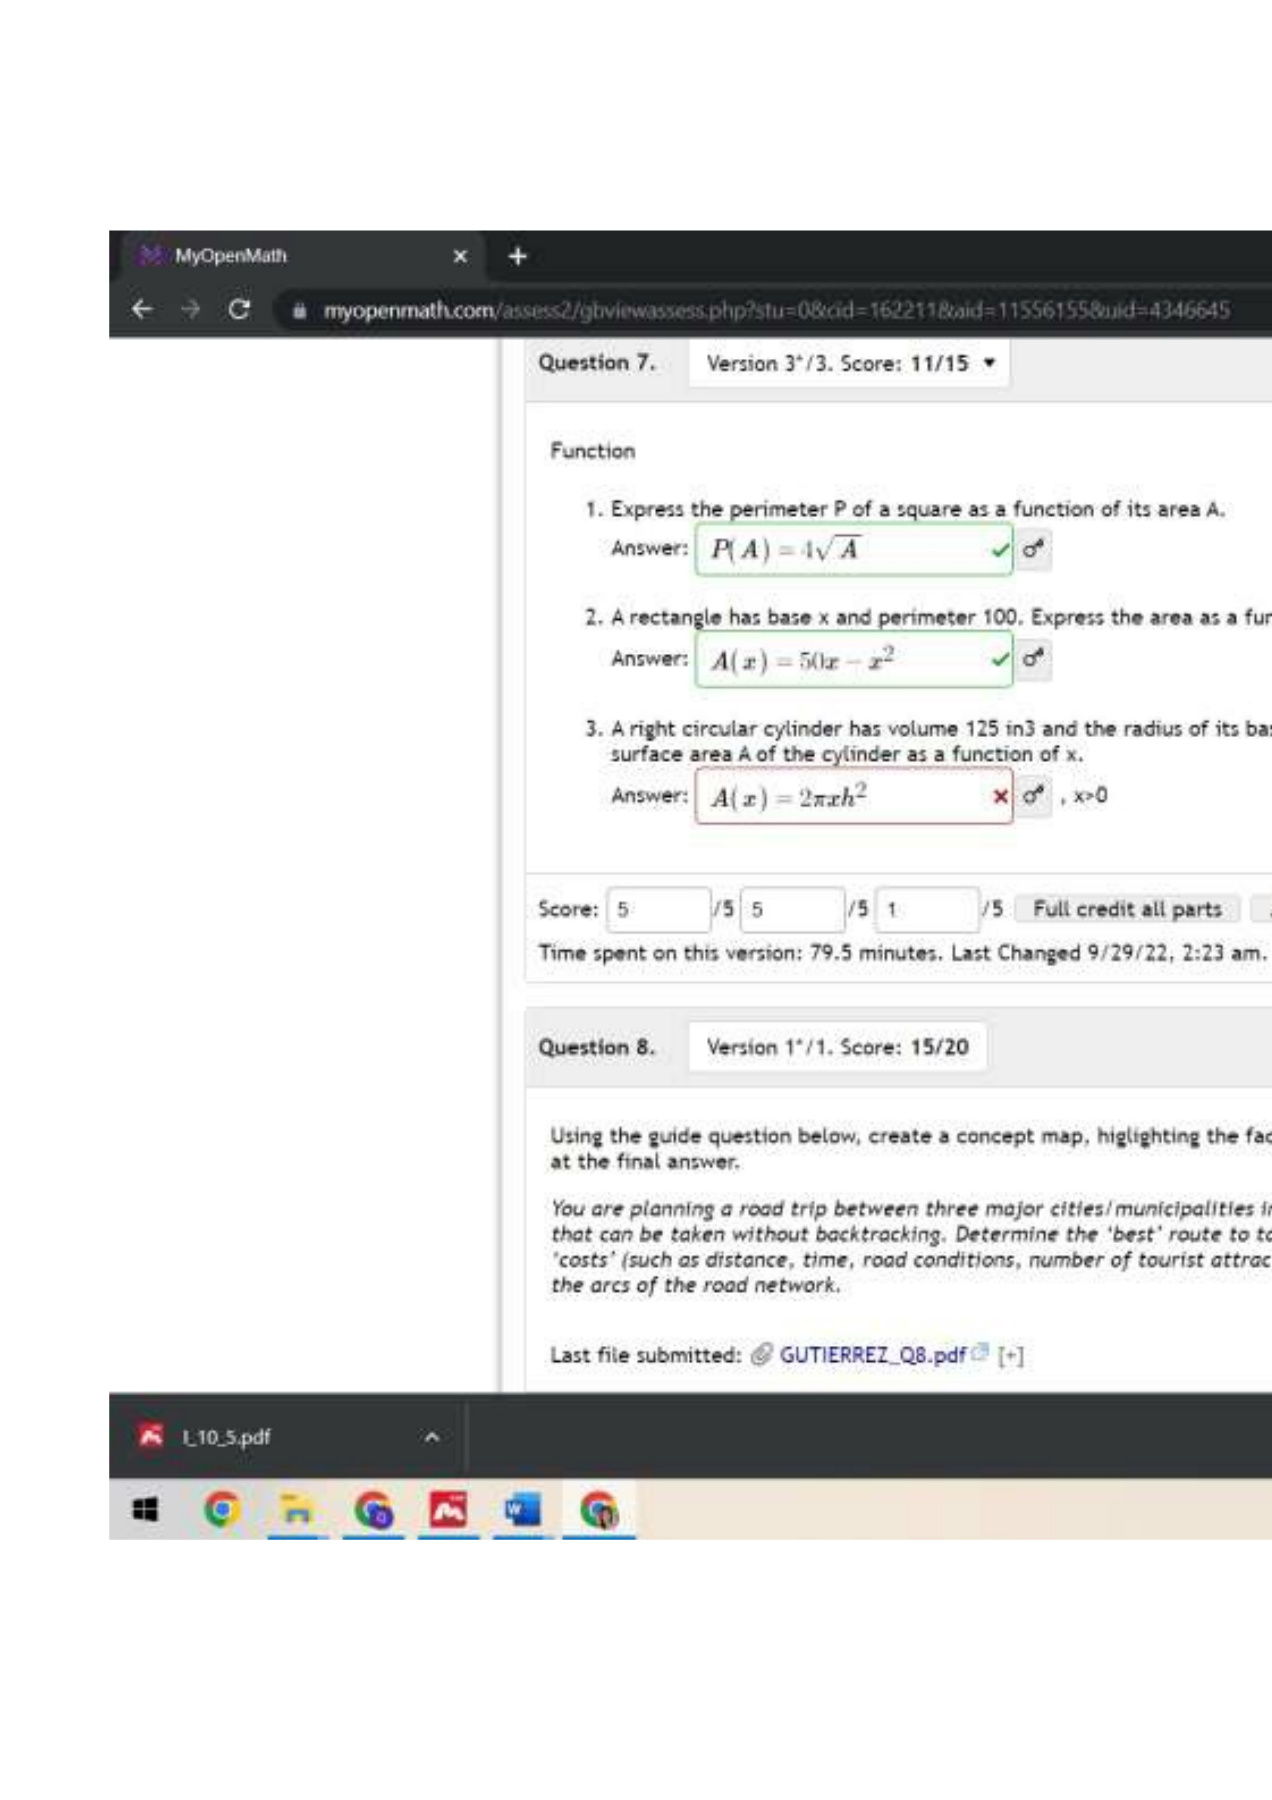 MyOpenMath
myopenmath.com/assess2/gbviewassess.php?stu=0&cid=162211&aid=11556155&uid=4346645
Question 7. Version 3*/3. Score: 11/15
Function
1. Express the perimeter P of a square as a function of its area A.
Answer: P(A) = 4√A
2. A rectangle has base x and perimeter 100. Express the area as a fun
Answer: A(x) = 50x − x²
3. A right circular cylinder has volume 125 in3 and the radius of its bas
surface area A of the cylinder as a function of x.
Answer: A(x) = 2πxh² , x>0
Score: 5 /5 5 /5 1 /5 Full credit all parts
Time spent on this version: 79.5 minutes. Last Changed 9/29/22, 2:23 am.
Question 8. Version 1*/1. Score: 15/20
Using the guide question below, create a concept map, higlighting the fac
at the final answer.
You are planning a road trip between three major cities/municipalities in
that can be taken without backtracking. Determine the 'best' route to to
'costs' (such as distance, time, road conditions, number of tourist attrac
the arcs of the road network.
Last file submitted: GUTIERREZ_Q8.pdf [+]
I_10_5.pdf